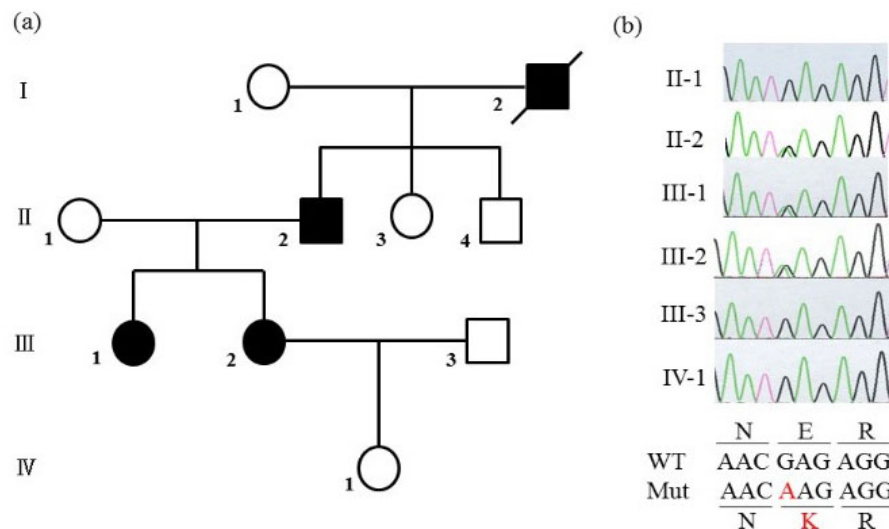 (a)
I
1
2
II
1
2
3
4
III
1
2
3
IV
1
(b)
II-1
II-2
III-1
III-2
III-3
IV-1
N E R
WT AAC GAG AGG
Mut AAC AAG AGG
N K R